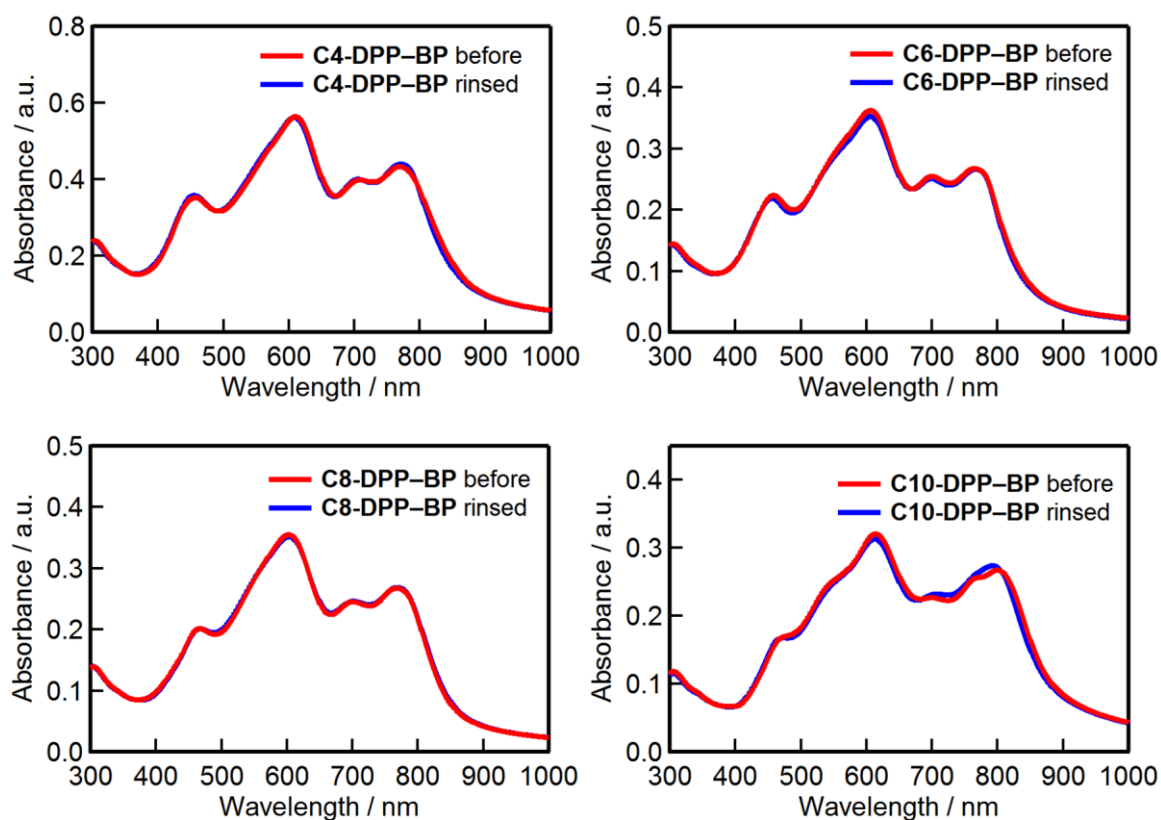 0.8
0.6
0.4
0.2
0.0
C4-DPP–BP before
C4-DPP–BP rinsed
300 400 500 600 700 800 900 1000
Wavelength / nm
Absorbance / a.u.
0.5
0.4
0.3
0.2
0.1
0.0
C6-DPP–BP before
C6-DPP–BP rinsed
300 400 500 600 700 800 900 1000
Wavelength / nm
Absorbance / a.u.
0.5
0.4
0.3
0.2
0.1
0.0
C8-DPP–BP before
C8-DPP–BP rinsed
300 400 500 600 700 800 900 1000
Wavelength / nm
Absorbance / a.u.
0.4
0.3
0.2
0.1
0.0
C10-DPP–BP before
C10-DPP–BP rinsed
300 400 500 600 700 800 900 1000
Wavelength / nm
Absorbance / a.u.